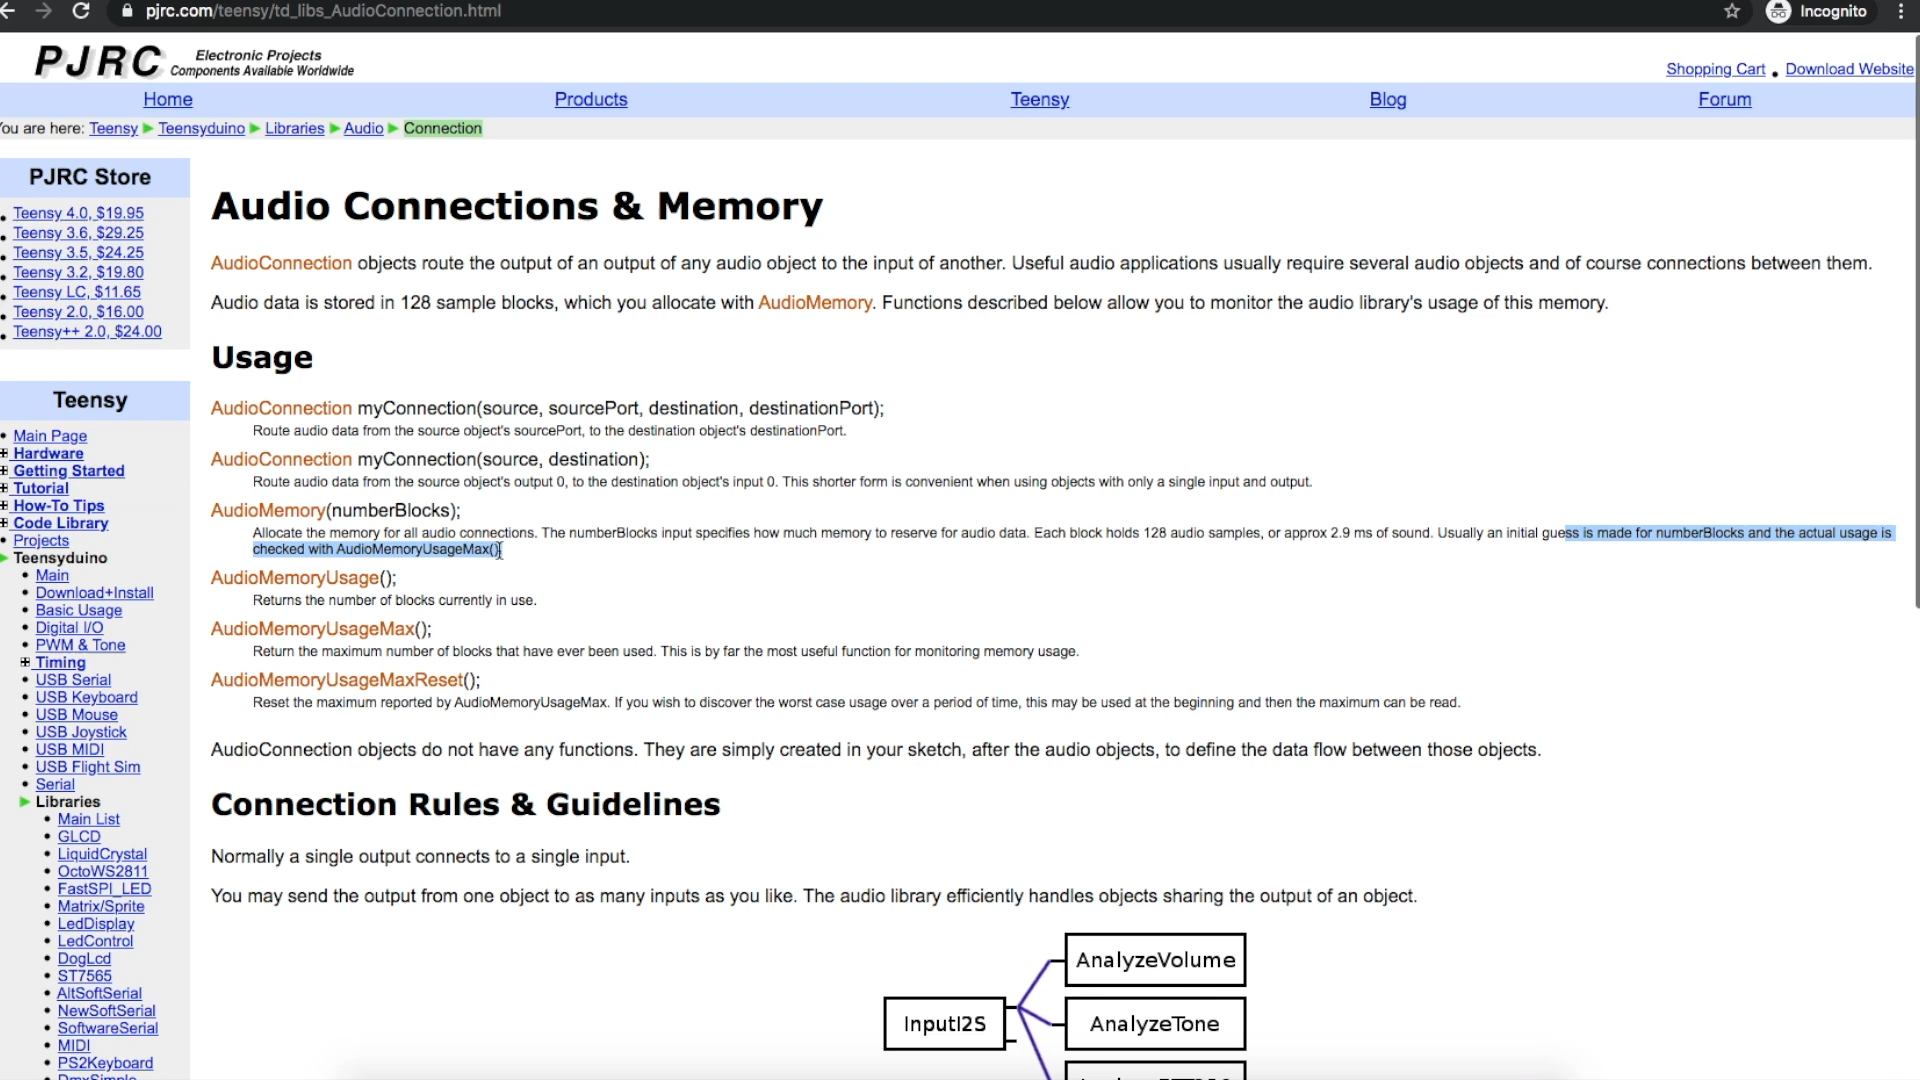 pjrc.com/teensy/td_libs_AudioConnection.html
Incognito
PJRC
Electronic Projects
Components Available Worldwide
Shopping Cart • Download Website
Home Products Teensy Blog Forum
You are here: Teensy ► Teensyduino ► Libraries ► Audio ► Connection
PJRC Store
Teensy 4.0, $19.95
Teensy 3.6, $29.25
Teensy 3.5, $24.25
Teensy 3.2, $19.80
Teensy LC, $11.65
Teensy 2.0, $16.00
Teensy++ 2.0, $24.00
Teensy
Main Page
Hardware
Getting Started
Tutorial
How-To Tips
Code Library
Projects
Teensyduino
Main
Download+Install
Basic Usage
Digital I/O
PWM & Tone
Timing
USB Serial
USB Keyboard
USB Mouse
USB Joystick
USB MIDI
USB Flight Sim
Serial
Libraries
Main List
GLCD
LiquidCrystal
OctoWS2811
FastSPI_LED
Matrix/Sprite
LedDisplay
LedControl
DogLcd
ST7565
AltSoftSerial
NewSoftSerial
SoftwareSerial
MIDI
PS2Keyboard
DmxSimple
Audio Connections & Memory
AudioConnection objects route the output of an output of any audio object to the input of another. Useful audio applications usually require several audio objects and of course connections between them.
Audio data is stored in 128 sample blocks, which you allocate with AudioMemory. Functions described below allow you to monitor the audio library's usage of this memory.
Usage
AudioConnection myConnection(source, sourcePort, destination, destinationPort);
Route audio data from the source object's sourcePort, to the destination object's destinationPort.
AudioConnection myConnection(source, destination);
Route audio data from the source object's output 0, to the destination object's input 0. This shorter form is convenient when using objects with only a single input and output.
AudioMemory(numberBlocks);
Allocate the memory for all audio connections. The numberBlocks input specifies how much memory to reserve for audio data. Each block holds 128 audio samples, or approx 2.9 ms of sound. Usually an initial guess is made for numberBlocks and the actual usage is
checked with AudioMemoryUsageMax().
AudioMemoryUsage();
Returns the number of blocks currently in use.
AudioMemoryUsageMax();
Return the maximum number of blocks that have ever been used. This is by far the most useful function for monitoring memory usage.
AudioMemoryUsageMaxReset();
Reset the maximum reported by AudioMemoryUsageMax. If you wish to discover the worst case usage over a period of time, this may be used at the beginning and then the maximum can be read.
AudioConnection objects do not have any functions. They are simply created in your sketch, after the audio objects, to define the data flow between those objects.
Connection Rules & Guidelines
Normally a single output connects to a single input.
You may send the output from one object to as many inputs as you like. The audio library efficiently handles objects sharing the output of an object.
AnalyzeVolume
InputI2S
AnalyzeTone